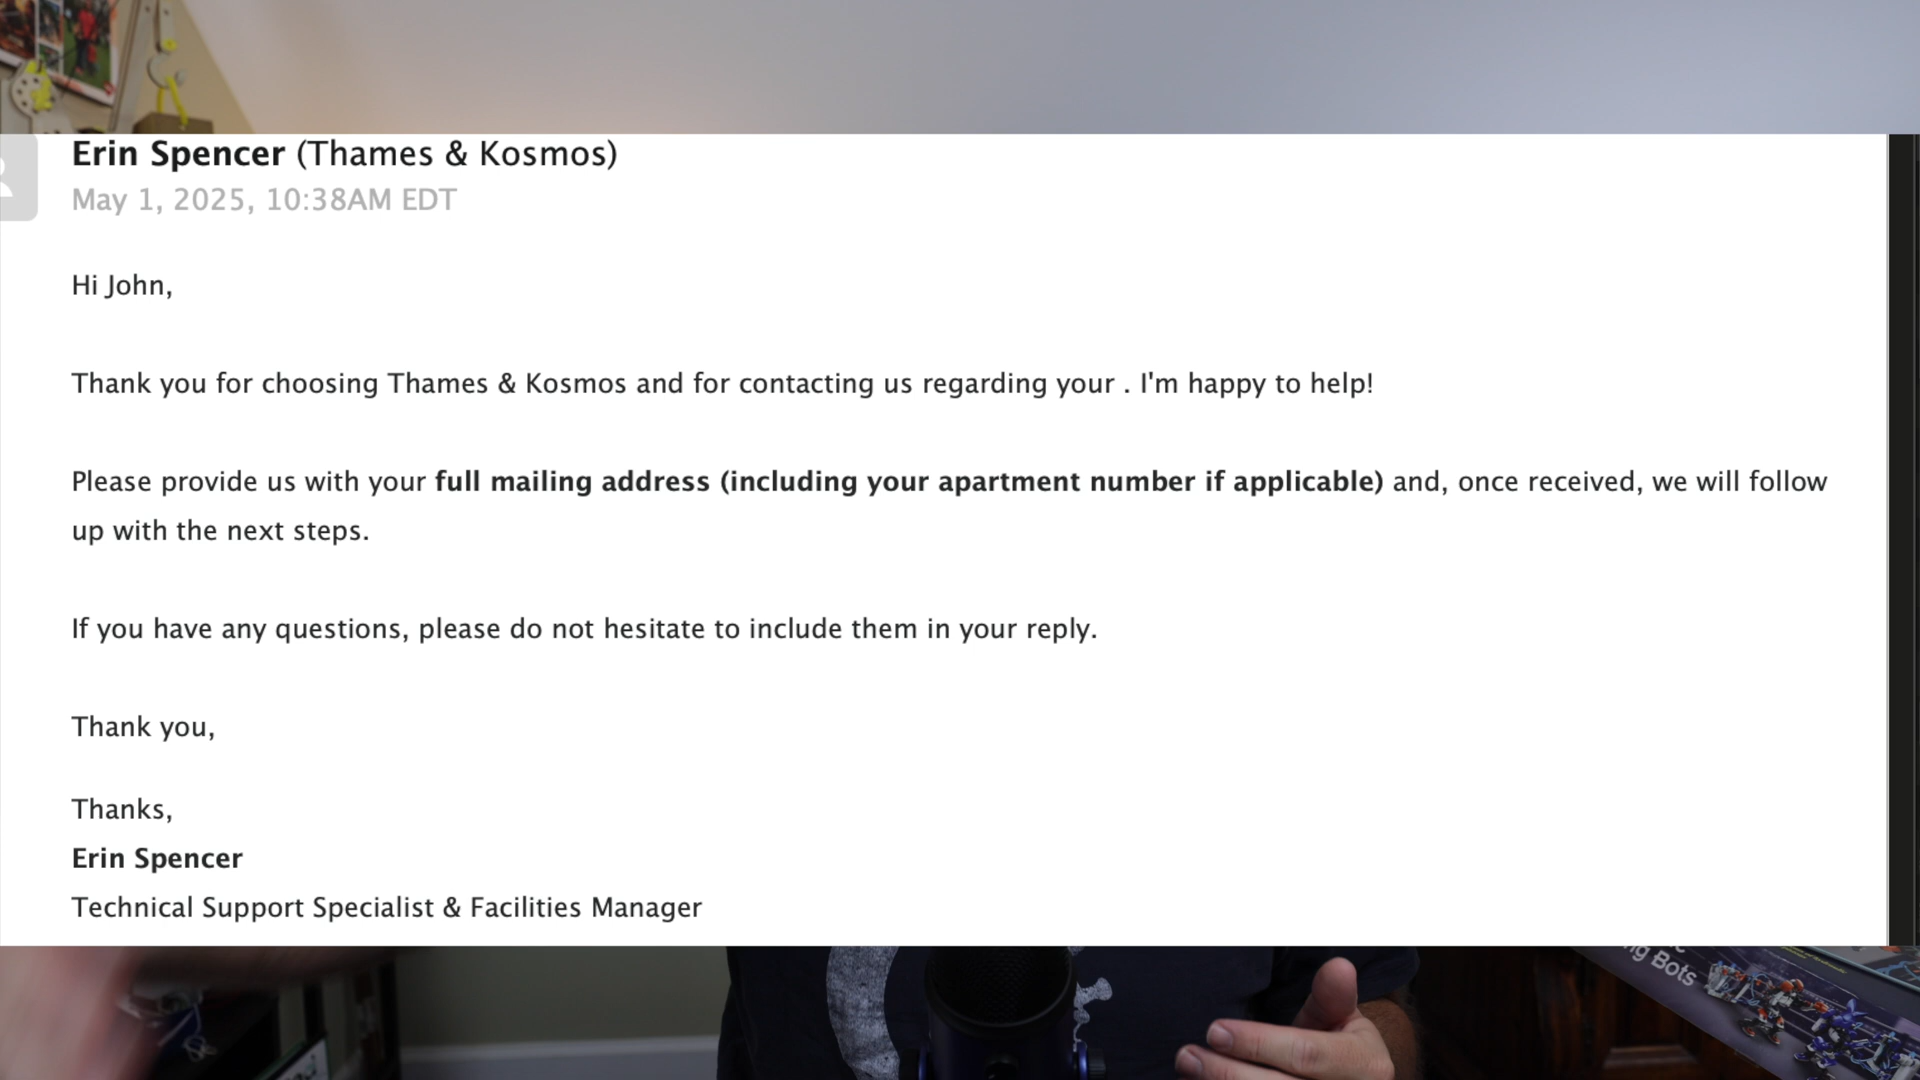 Erin Spencer (Thames & Kosmos)
May 1, 2025, 10:38AM EDT
Hi John,
Thank you for choosing Thames & Kosmos and for contacting us regarding your . I'm happy to help!
Please provide us with your full mailing address (including your apartment number if applicable) and, once received, we will follow
up with the next steps.
If you have any questions, please do not hesitate to include them in your reply.
Thank you,
Thanks,
Erin Spencer
Technical Support Specialist & Facilities Manager
Bots